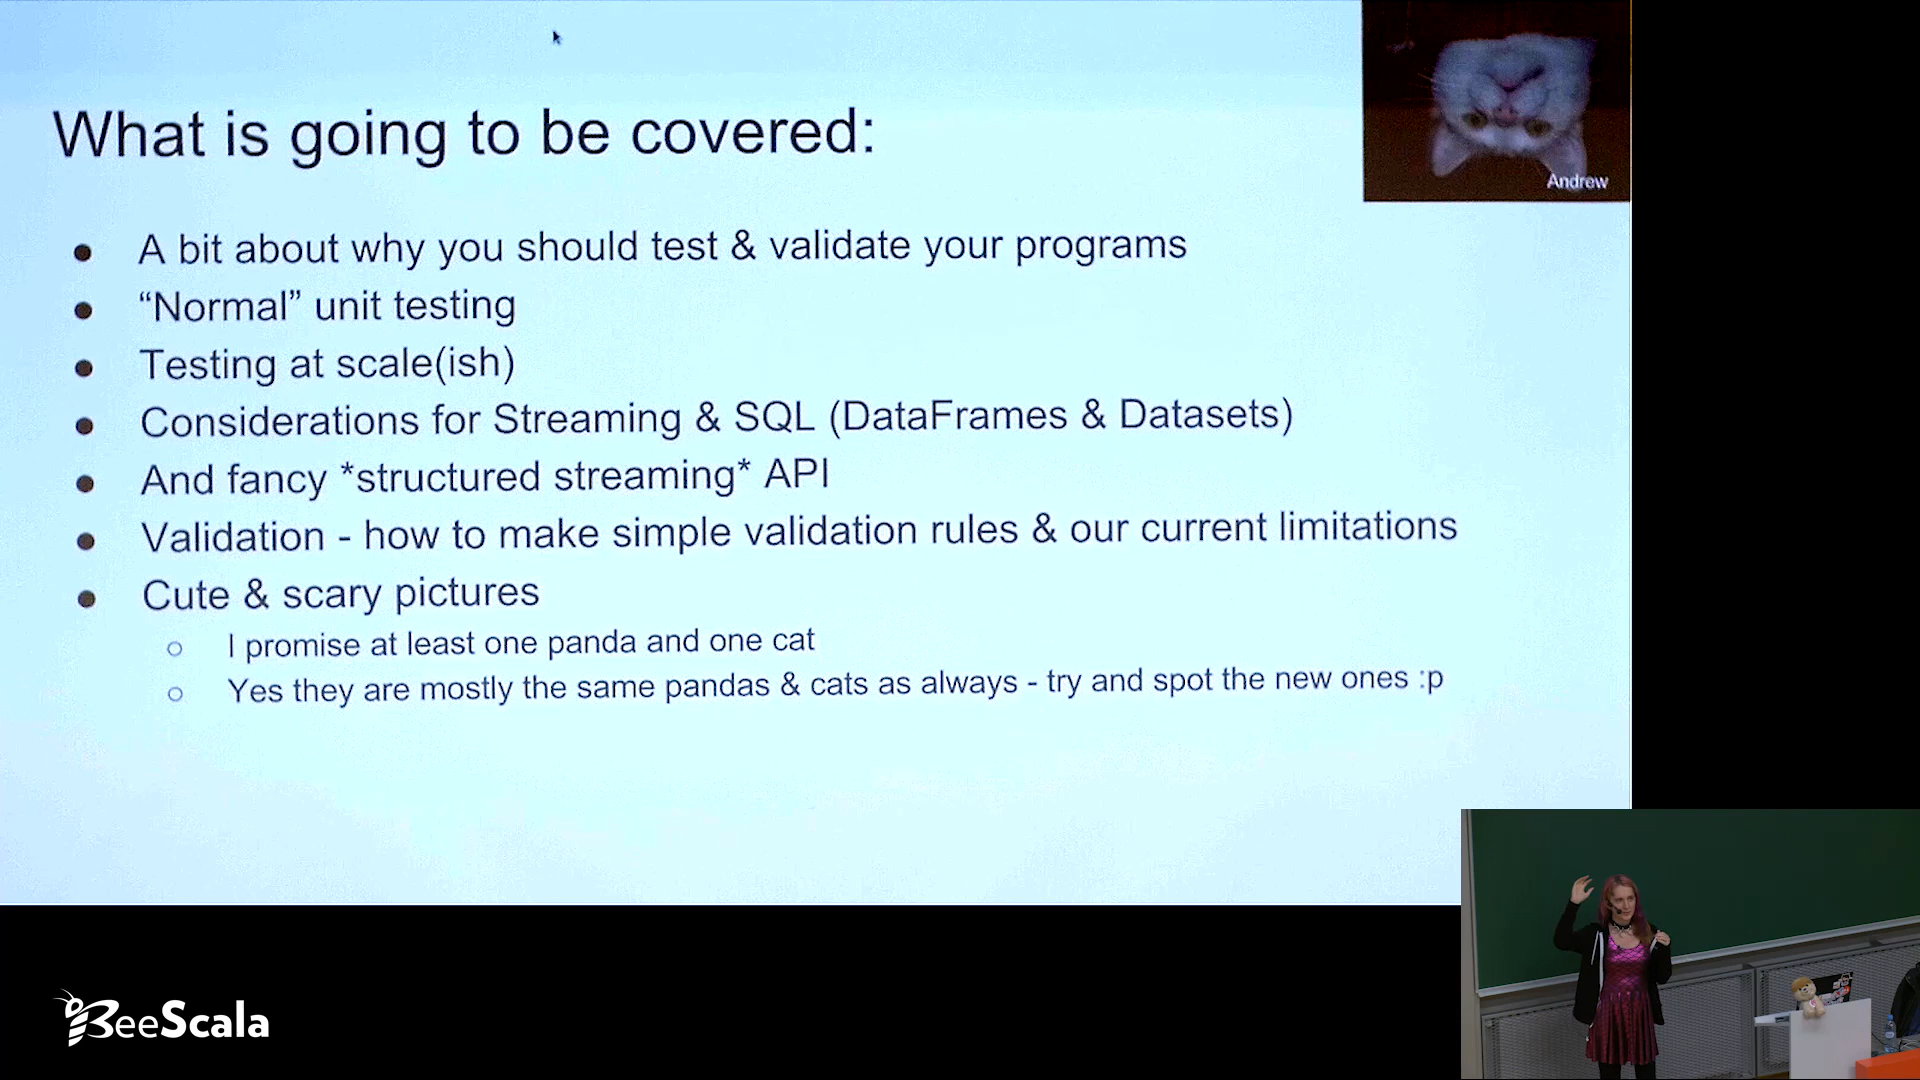 What is going to be covered:
Andrew
● A bit about why you should test & validate your programs
● “Normal” unit testing
● Testing at scale(ish)
● Considerations for Streaming & SQL (DataFrames & Datasets)
● And fancy *structured streaming* API
● Validation - how to make simple validation rules & our current limitations
● Cute & scary pictures
○ I promise at least one panda and one cat
○ Yes they are mostly the same pandas & cats as always - try and spot the new ones :p
BeeScala